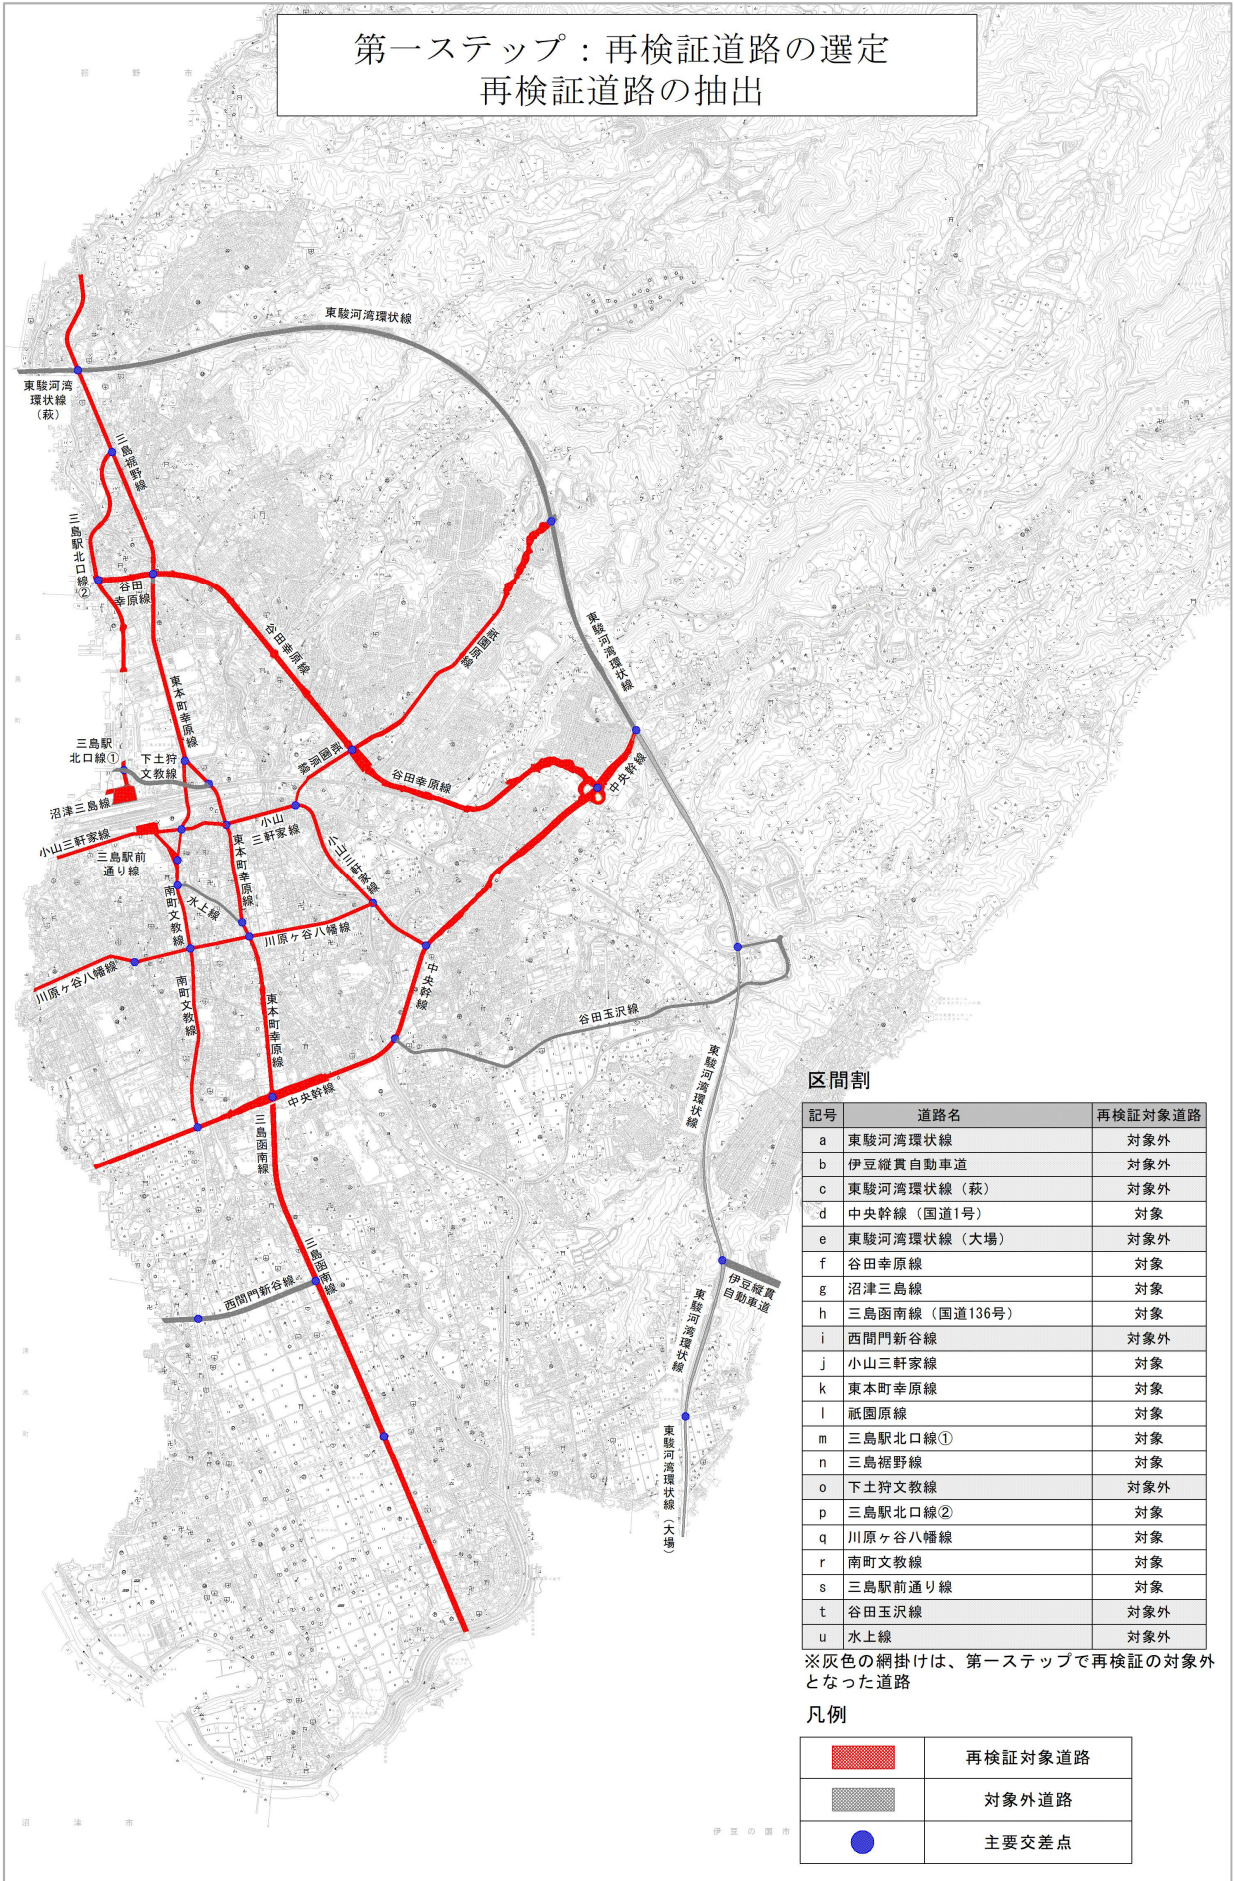 第一ステップ：再検証道路の選定
再検証道路の抽出
裾野市
東駿河湾環状線
東駿河湾
環状線
（萩）
三島裾野線
三島駅北口線②
谷田
幸原線
谷田幸原線
祇園原線
東駿河湾環状線
東本町幸原線
三島駅
北口線①
下土狩
文教線
祇園原線
谷田幸原線
中央幹線
沼津三島線
小山三軒家線
小山
三軒家線
三島駅前
通り線
東本町幸原線
小山三軒家線
南町文教線
水上線
川原ヶ谷八幡線
川原ヶ谷八幡線
南町文教線
東本町幸原線
中央幹線
谷田玉沢線
東駿河湾環状線
中央幹線
三島函南線
三島函南線
西間門新谷線
伊豆縦貫
自動車道
東駿河湾環状線
東駿河湾環状線（大場）
沼津市
伊豆の国市
区間割
記号 道路名 再検証対象道路
a 東駿河湾環状線 対象外
b 伊豆縦貫自動車道 対象外
c 東駿河湾環状線（萩） 対象外
d 中央幹線（国道1号） 対象
e 東駿河湾環状線（大場） 対象外
f 谷田幸原線 対象
g 沼津三島線 対象
h 三島函南線（国道136号） 対象
i 西間門新谷線 対象外
j 小山三軒家線 対象
k 東本町幸原線 対象
l 祇園原線 対象
m 三島駅北口線① 対象
n 三島裾野線 対象
o 下土狩文教線 対象外
p 三島駅北口線② 対象
q 川原ヶ谷八幡線 対象
r 南町文教線 対象
s 三島駅前通り線 対象
t 谷田玉沢線 対象外
u 水上線 対象外
※灰色の網掛けは、第一ステップで再検証の対象外
となった道路
凡例
再検証対象道路
対象外道路
主要交差点